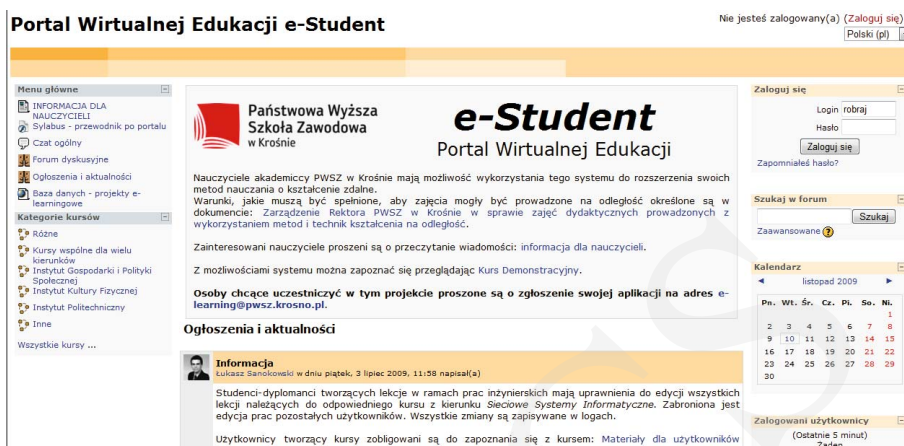 Portal Wirtualnej Edukacji e-Student
Nie jesteś zalogowany(a) (Zaloguj się)
Polski (pl)
Menu główne
INFORMACJA DLA
NAUCZYCIELI
Sylabus - przewodnik po portalu
Czat ogólny
Forum dyskusyjne
Ogłoszenia i aktualności
Baza danych - projekty e-
learningowe
Kategorie kursów
Różne
Kursy wspólne dla wielu
kierunków
Instytut Gospodarki i Polityki
Społecznej
Instytut Kultury Fizycznej
Instytut Politechniczny
Inne
Wszystkie kursy ...
Państwowa Wyższa
Szkoła Zawodowa
w Krośnie
e-Student
Portal Wirtualnej Edukacji
Nauczyciele akademiccy PWSZ w Krośnie mają możliwość wykorzystania tego systemu do rozszerzenia swoich
metod nauczania o kształcenie zdalne.
Warunki, jakie muszą być spełnione, aby zajęcia mogły być prowadzone na odległość określone są w
dokumencie: Zarządzenie Rektora PWSZ w Krośnie w sprawie zajęć dydaktycznych prowadzonych z
wykorzystaniem metod i technik kształcenia na odległość.
Zainteresowani nauczyciele proszeni są o przeczytanie wiadomości: informacja dla nauczycieli.
Z możliwościami systemu można zapoznać się przeglądając Kurs Demonstracyjny.
Osoby chcące uczestniczyć w tym projekcie proszone są o zgłoszenie swojej aplikacji na adres e-
learning@pwsz.krosno.pl.
Ogłoszenia i aktualności
Informacja
Łukasz Sanokowski w dniu piątek, 3 lipiec 2009, 11:58 napisał(a)
Studenci-dyplomanci tworzących lekcje w ramach prac inżynierskich mają uprawnienia do edycji wszystkich
lekcji należących do odpowiedniego kursu z kierunku Sieciowe Systemy Informatyczne. Zabroniona jest
edycja prac pozostałych użytkowników. Wszystkie zmiany są zapisywane w logach.
Użytkownicy tworzący kursy zobligowani są do zapoznania się z kursem: Materiały dla użytkowników
Zaloguj się
Login robraj
Hasło
Zaloguj się
Zapomniałeś hasło?
Szukaj w forum
Szukaj
Zaawansowane ?
Kalendarz
◄ listopad 2009 ►
Pn. Wt. Śr. Cz. Pi. So. Ni.
1
2 3 4 5 6 7 8
9 10 11 12 13 14 15
16 17 18 19 20 21 22
23 24 25 26 27 28 29
30
Zalogowani użytkownicy
(Ostatnie 5 minut)
Żaden